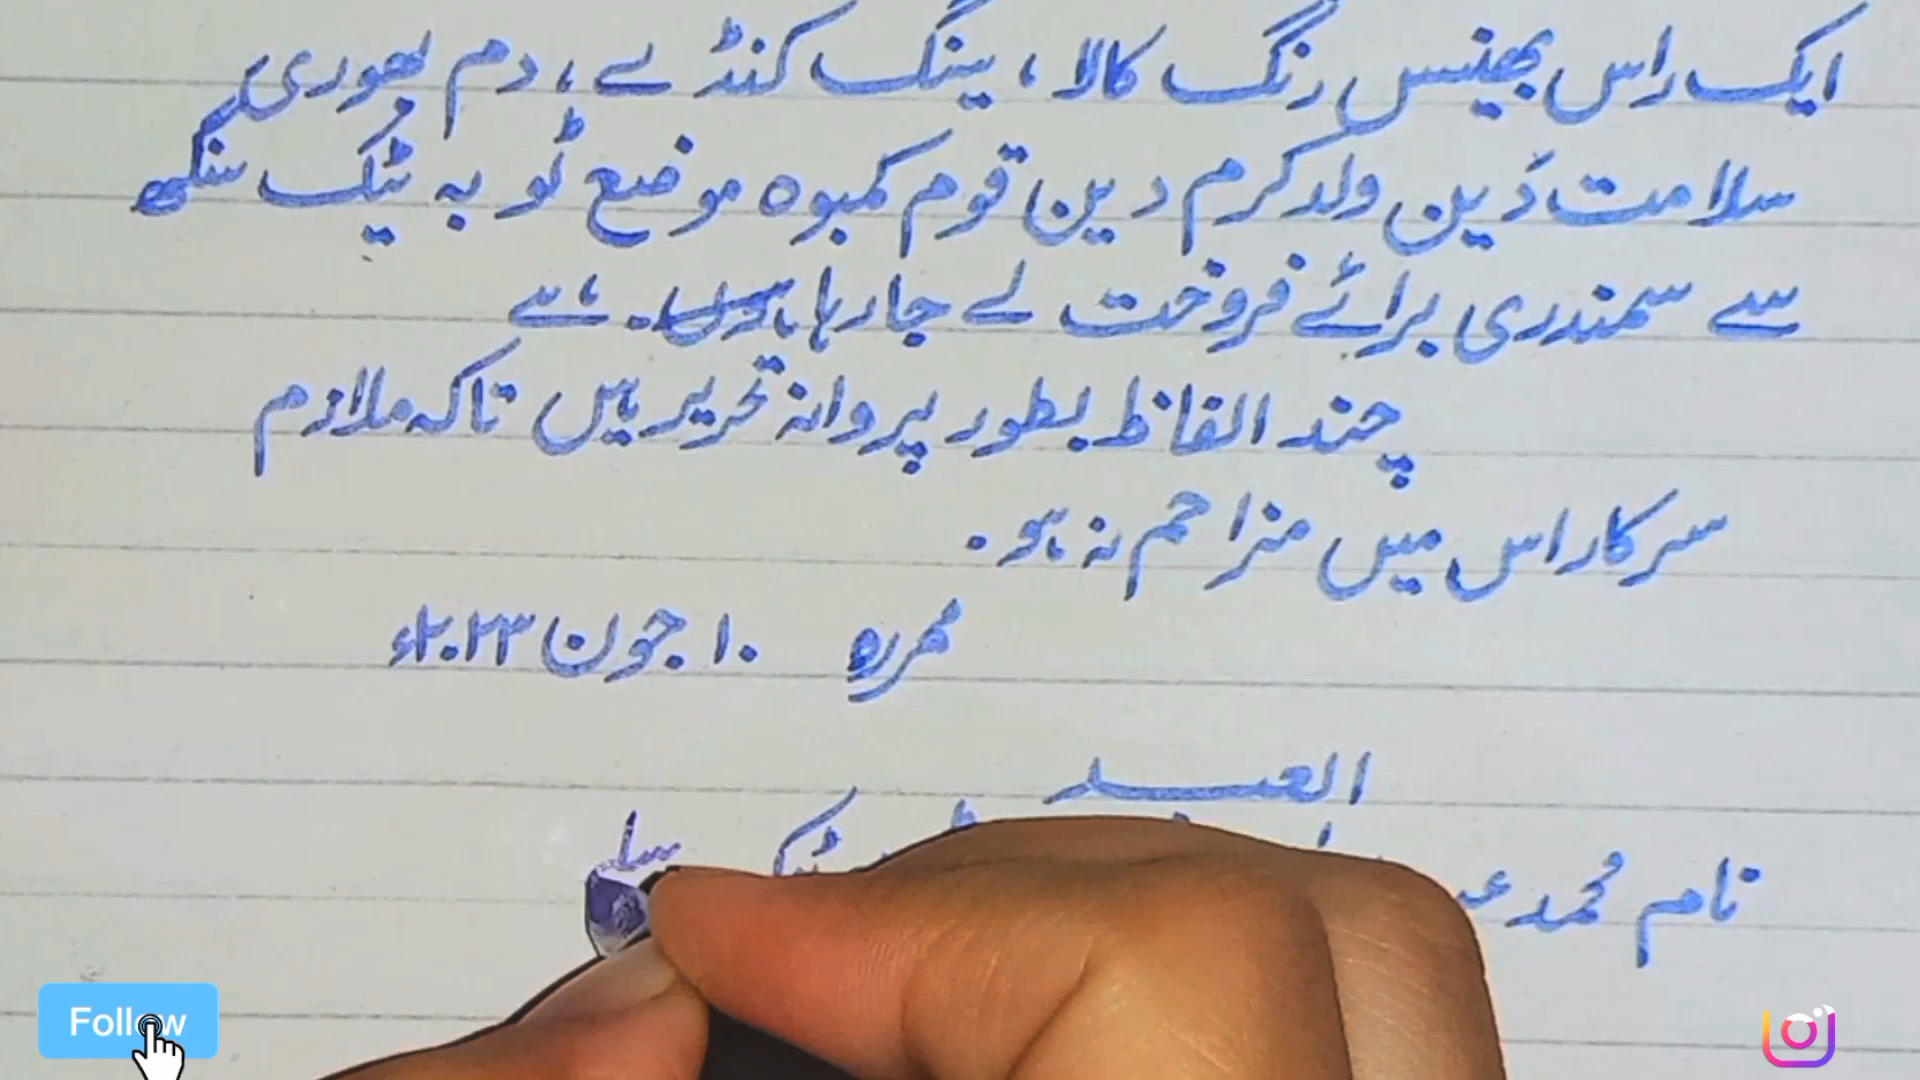 ایک راس بھینس رنگ کالا ، سینگ کنڈے ، دم بھوری
سلامت دین ولد کرم دین قوم کمبوہ موضع ٹوبہ ٹیک سنگھ
سے سمندری برائے فروخت لے جا رہا ہے
چند الفاظ بطور پروانہ تحریر ہیں تاکہ ملازم
سرکار اس میں مزاحم نہ ہو ۔
محررہ ۱۰ جون ۲۰۲۳ء
العبد
نام محمد
Follow